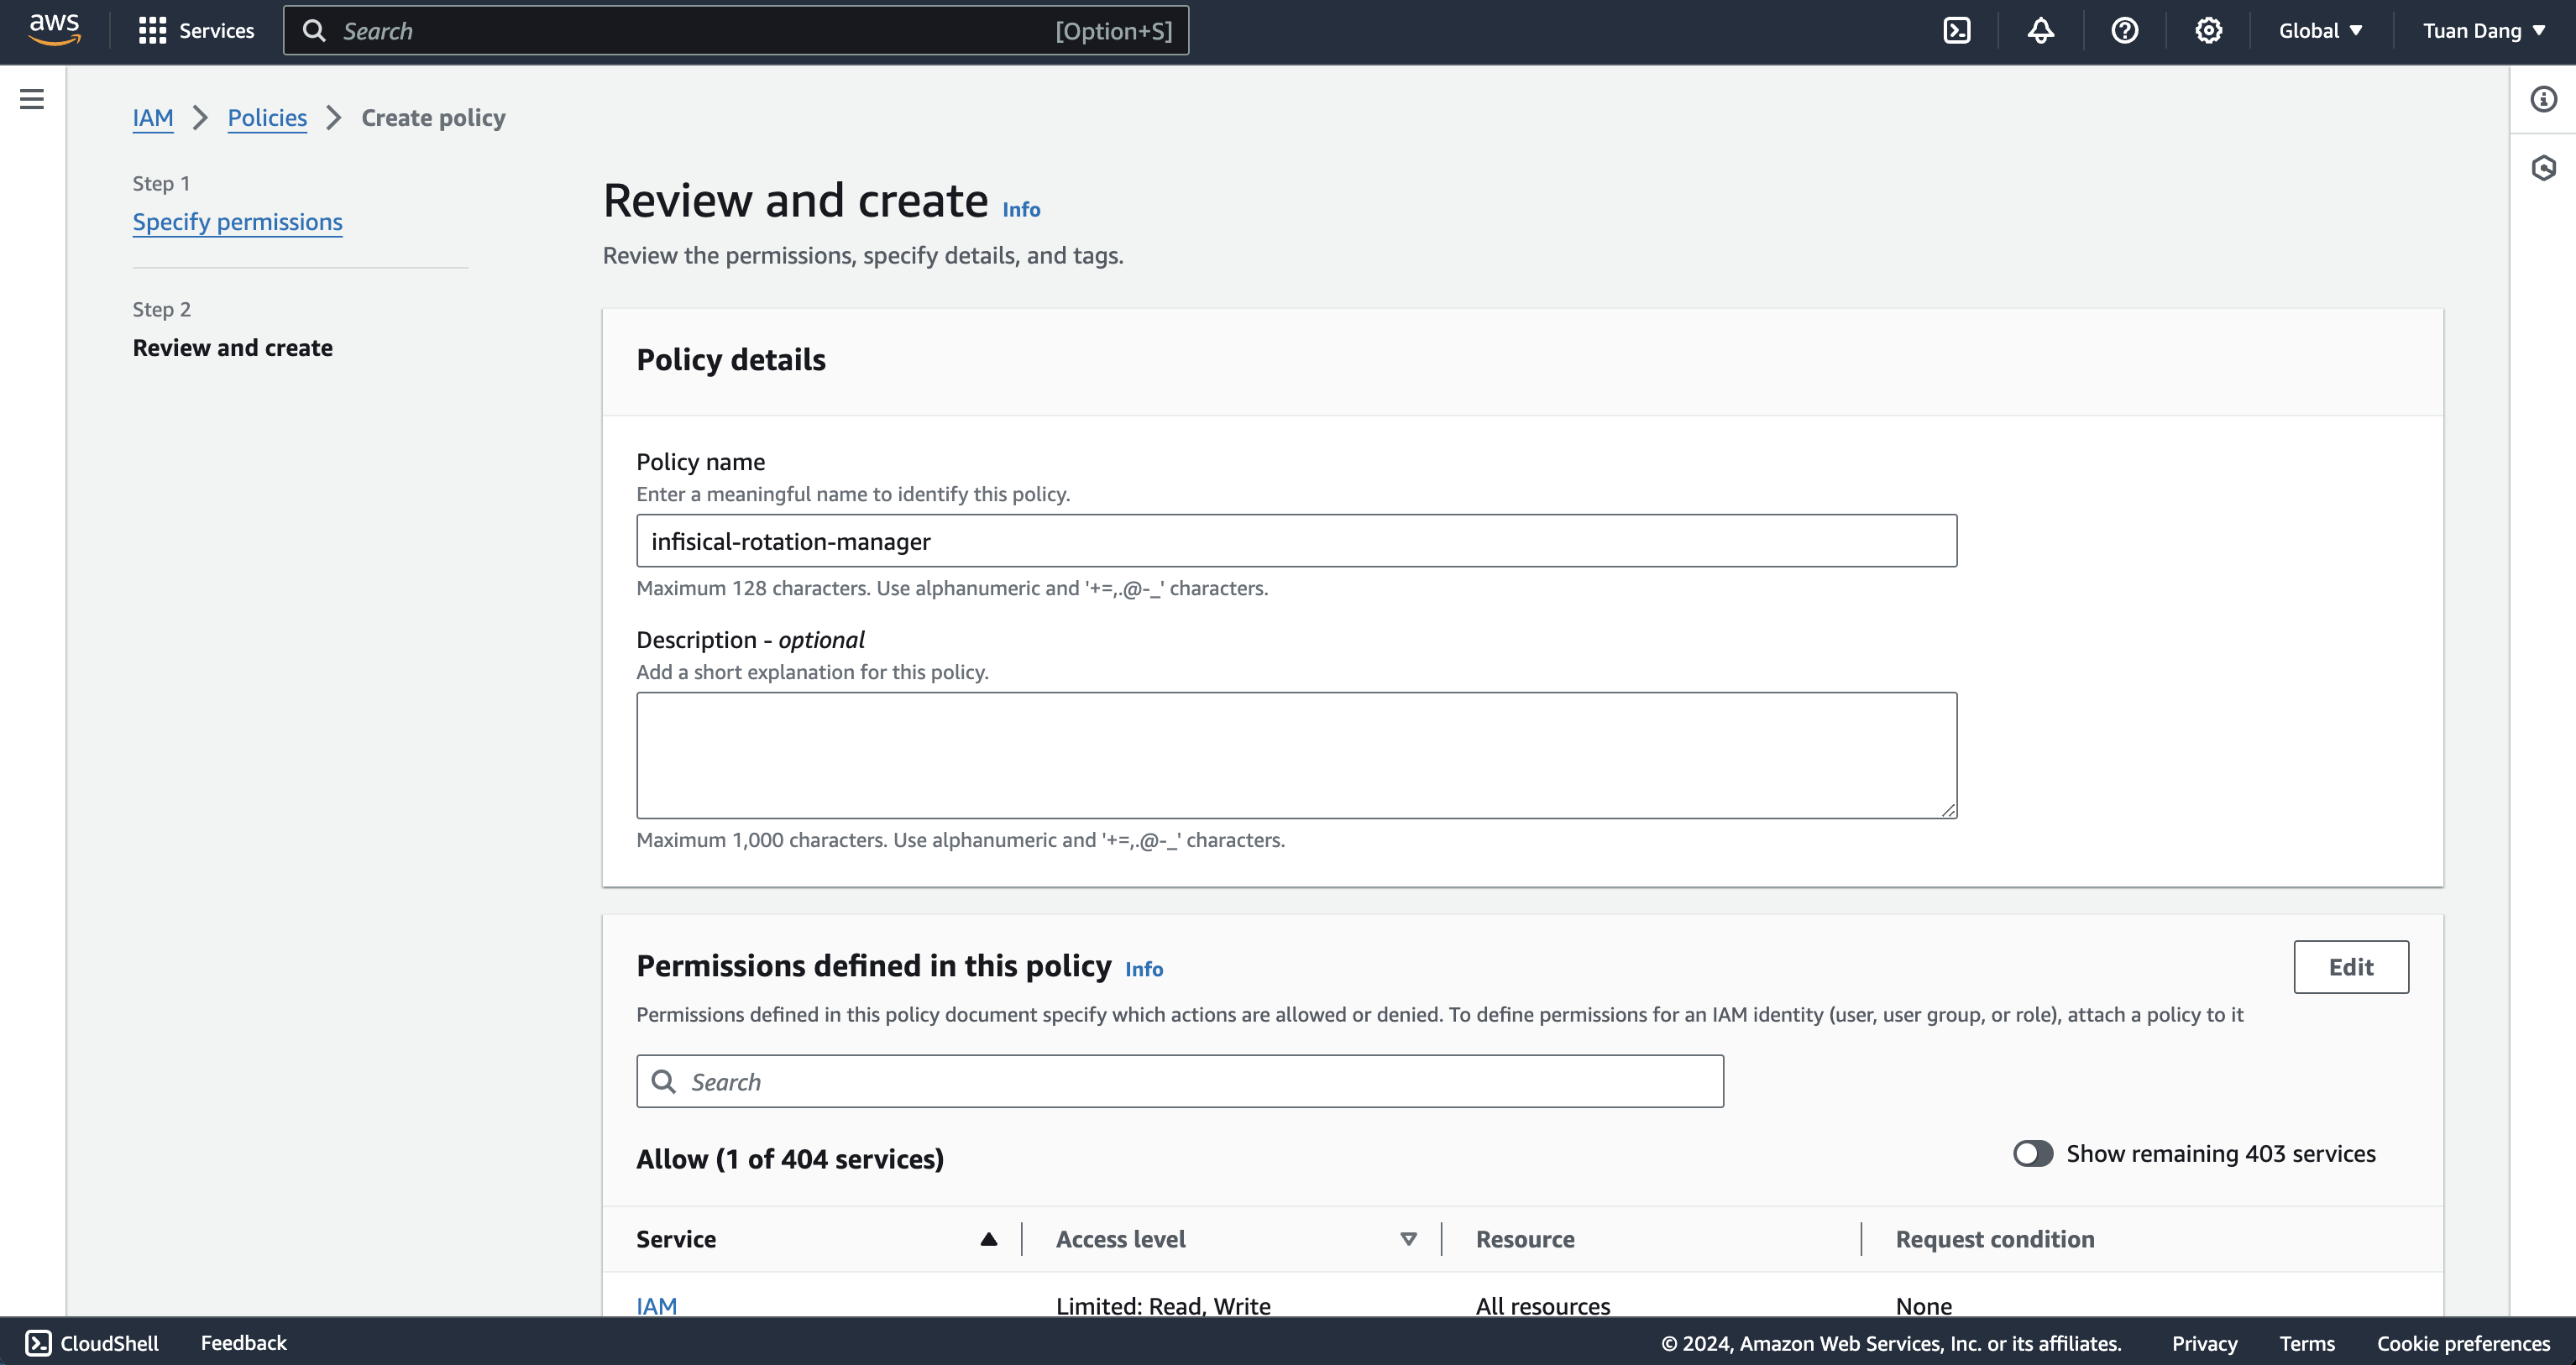 aws
Services
Search
[Option+S]
Global
Tuan Dang
IAM
Policies
Create policy
Step 1
Specify permissions
Step 2
Review and create
Review and create Info
Review the permissions, specify details, and tags.
Policy details
Policy name
Enter a meaningful name to identify this policy.
infisical-rotation-manager
Maximum 128 characters. Use alphanumeric and '+=,.@-_' characters.
Description - optional
Add a short explanation for this policy.
Maximum 1,000 characters. Use alphanumeric and '+=,.@-_' characters.
Permissions defined in this policy Info
Edit
Permissions defined in this policy document specify which actions are allowed or denied. To define permissions for an IAM identity (user, user group, or role), attach a policy to it
Search
Allow (1 of 404 services)
Show remaining 403 services
Service
Access level
Resource
Request condition
IAM
Limited: Read, Write
All resources
None
CloudShell
Feedback
© 2024, Amazon Web Services, Inc. or its affiliates.
Privacy
Terms
Cookie preferences